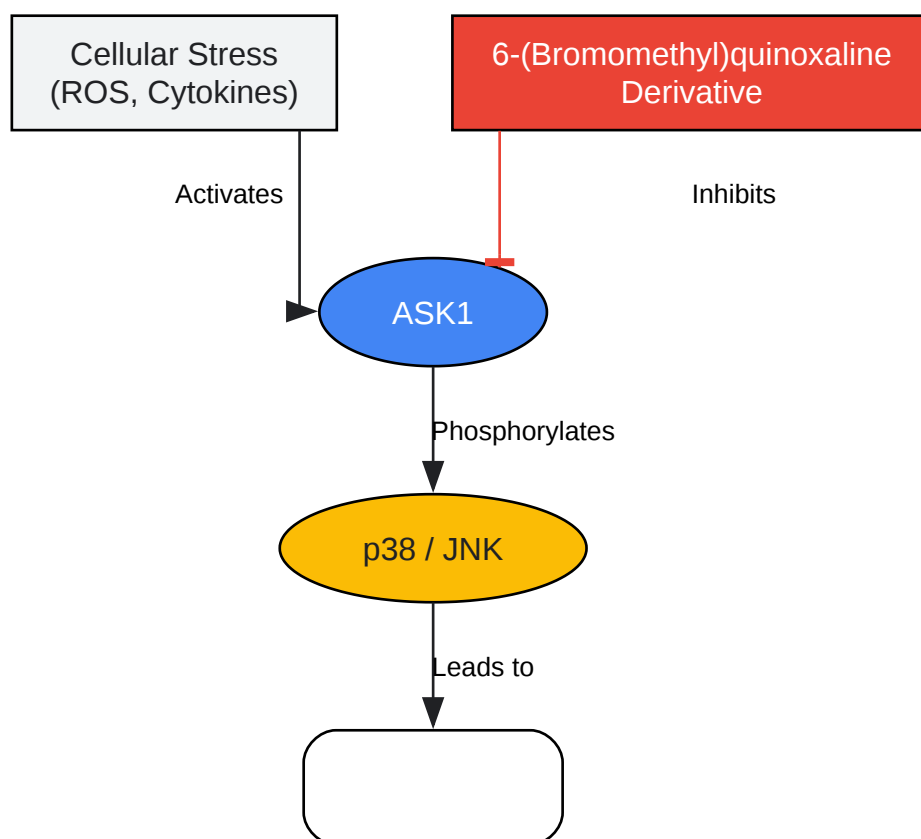 Cellular Stress
(ROS, Cytokines)
6-(Bromomethyl)quinoxaline
Derivative
Activates
Inhibits
ASK1
Phosphorylates
p38 / JNK
Leads to